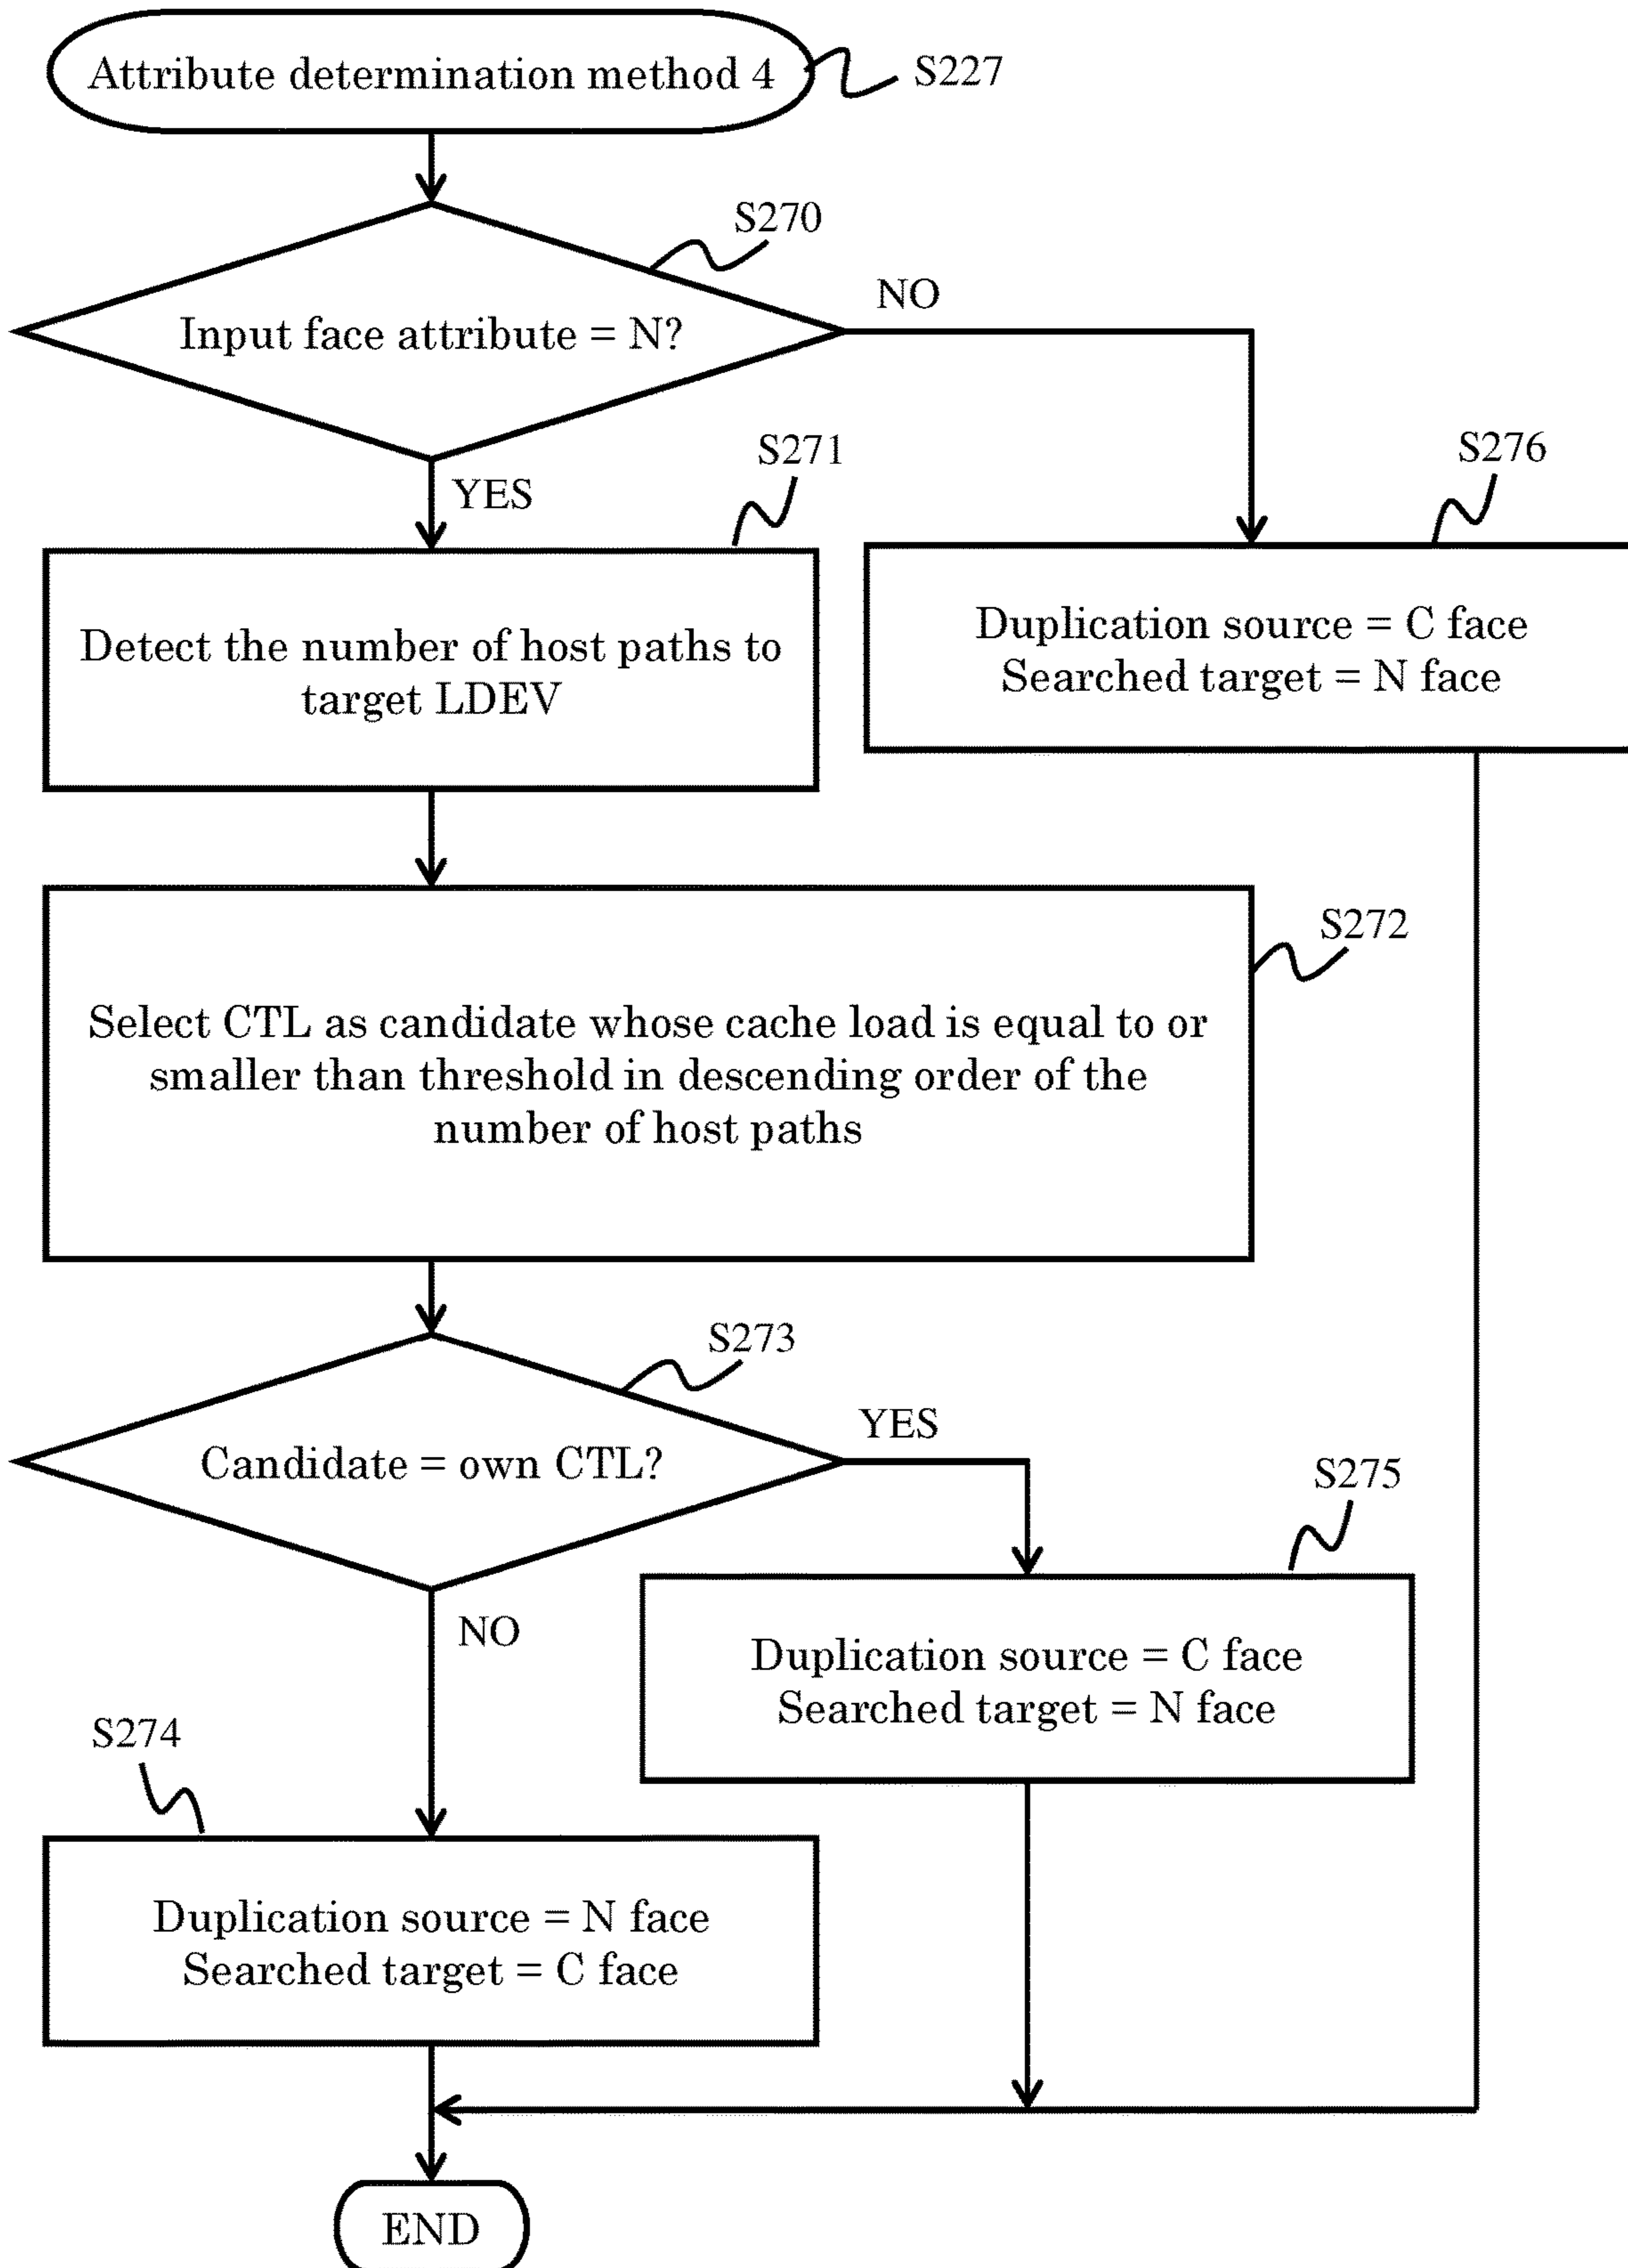 Attribute determination method 4
S227
S270
Input face attribute = N?
NO
YES
S271
Detect the number of host paths to
target LDEV
S276
Duplication source = C face
Searched target = N face
S272
Select CTL as candidate whose cache load is equal to or
smaller than threshold in descending order of the
number of host paths
S273
Candidate = own CTL?
YES
NO
S275
Duplication source = C face
Searched target = N face
S274
Duplication source = N face
Searched target = C face
END